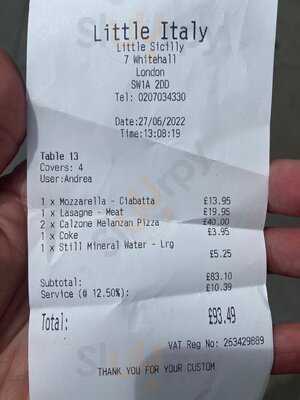 Little Italy
Little Sicilly
7 Whitehall
London
SW1A 2DD
Tel: 0207034330
Date:27/06/2022
Time:13:08:19
Table 13
Covers: 4
User:Andrea
1 x Mozzarella - Ciabatta £13.95
1 x Lasagne - Meat £19.95
2 x Calzone Melanzan Pizza £40.00
1 x Coke £3.95
1 x Still Mineral Water - Lrg
£5.25
Subtotal: £83.10
Service (@ 12.50%): £10.39
Total: £93.49
VAT Reg No: 263429889
THANK YOU FOR YOUR CUSTOM